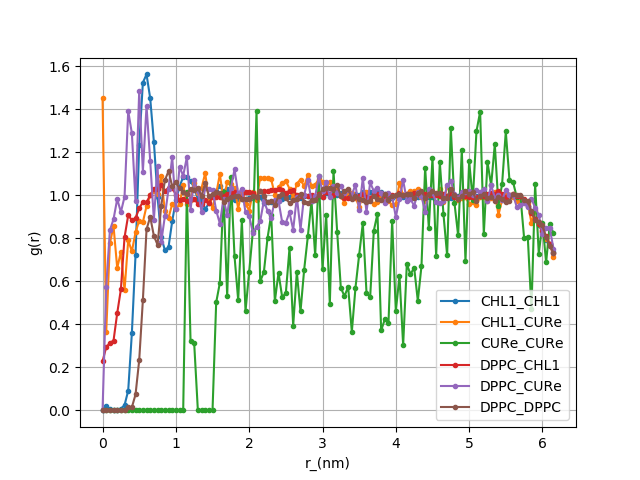 1.6
1.4
1.2
1.0
0.8
0.6
0.4
0.2
0.0
g(r)
0 1 2 3 4 5 6
r_(nm)
CHL1_CHL1
CHL1_CURe
CURe_CURe
DPPC_CHL1
DPPC_CURe
DPPC_DPPC